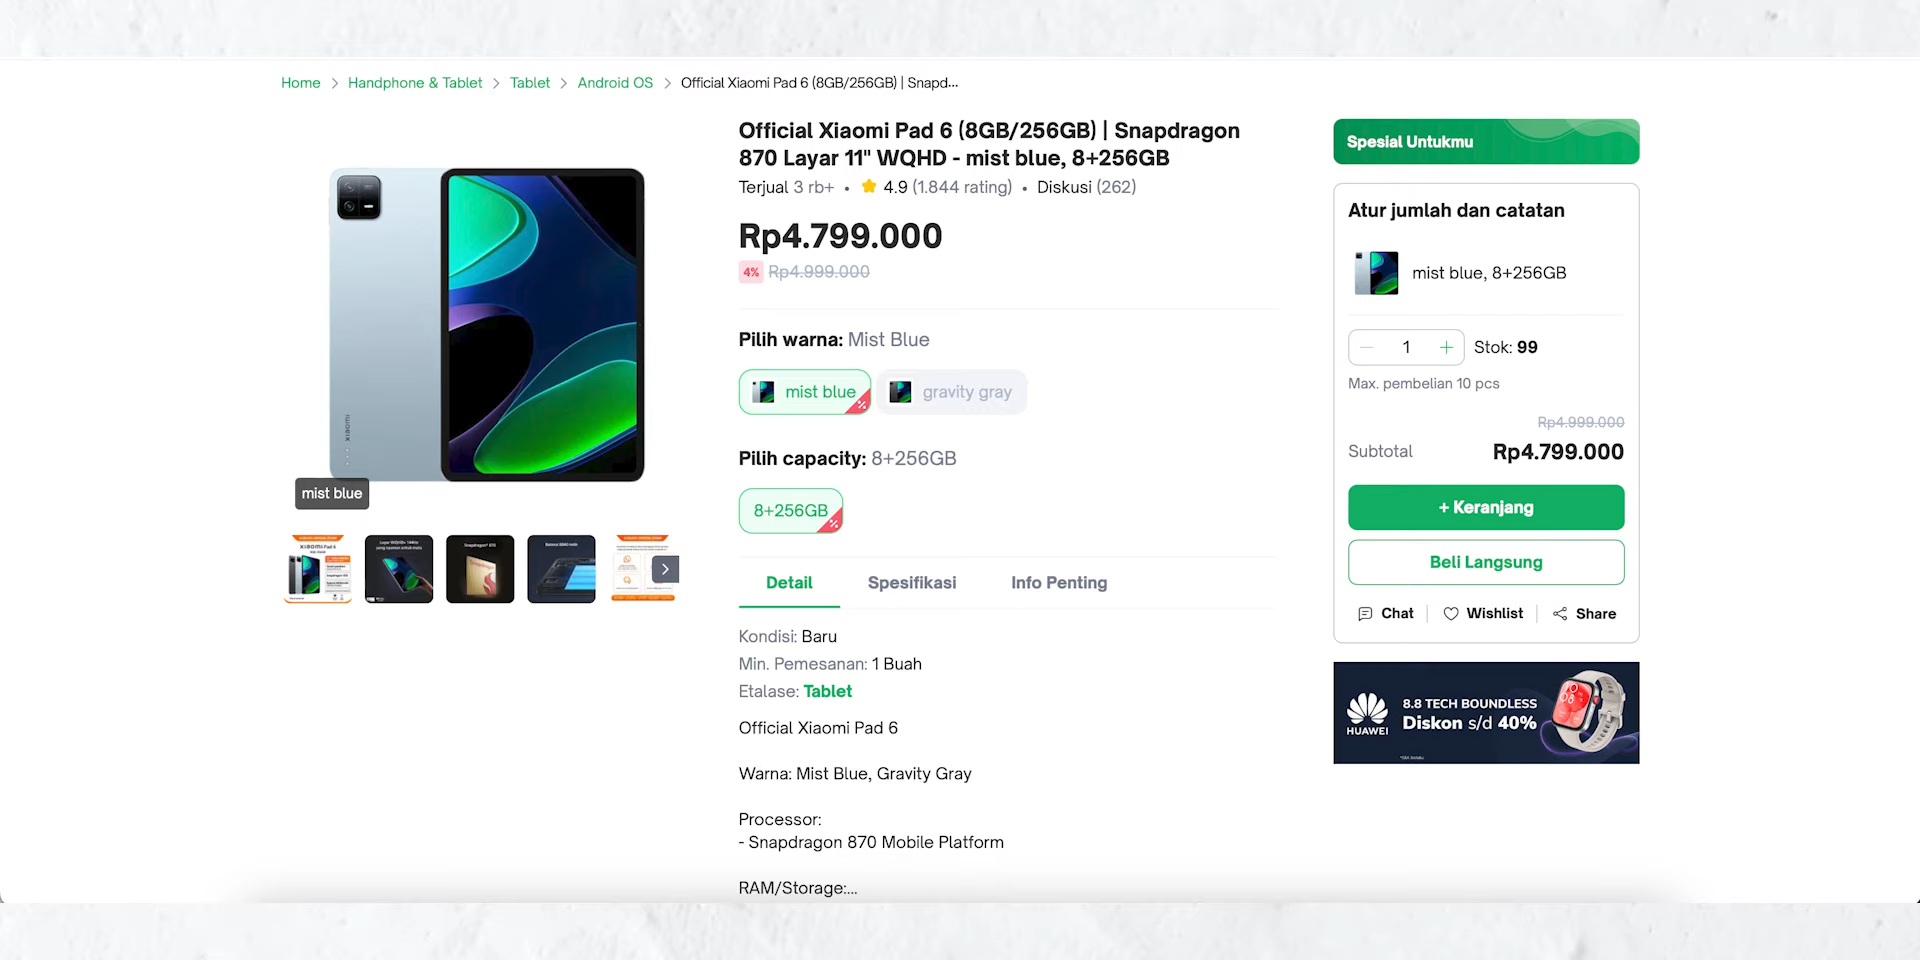 Home > Handphone & Tablet > Tablet > Android OS > Official Xiaomi Pad 6 (8GB/256GB) | Snapd...
mist blue
Official Xiaomi Pad 6 (8GB/256GB) | Snapdragon
870 Layar 11" WQHD - mist blue, 8+256GB
Terjual 3 rb+ • 4.9 (1.844 rating) • Diskusi (262)
Rp4.799.000
4% Rp4.999.000
Pilih warna: Mist Blue
mist blue
gravity gray
Pilih capacity: 8+256GB
8+256GB
Detail
Spesifikasi
Info Penting
Kondisi: Baru
Min. Pemesanan: 1 Buah
Etalase: Tablet
Official Xiaomi Pad 6
Warna: Mist Blue, Gravity Gray
Processor:
- Snapdragon 870 Mobile Platform
RAM/Storage:...
Spesial Untukmu
Atur jumlah dan catatan
mist blue, 8+256GB
1
Stok: 99
Max. pembelian 10 pcs
Rp4.999.000
Subtotal Rp4.799.000
+ Keranjang
Beli Langsung
Chat
Wishlist
Share
HUAWEI
8.8 TECH BOUNDLESS
Diskon s/d 40%